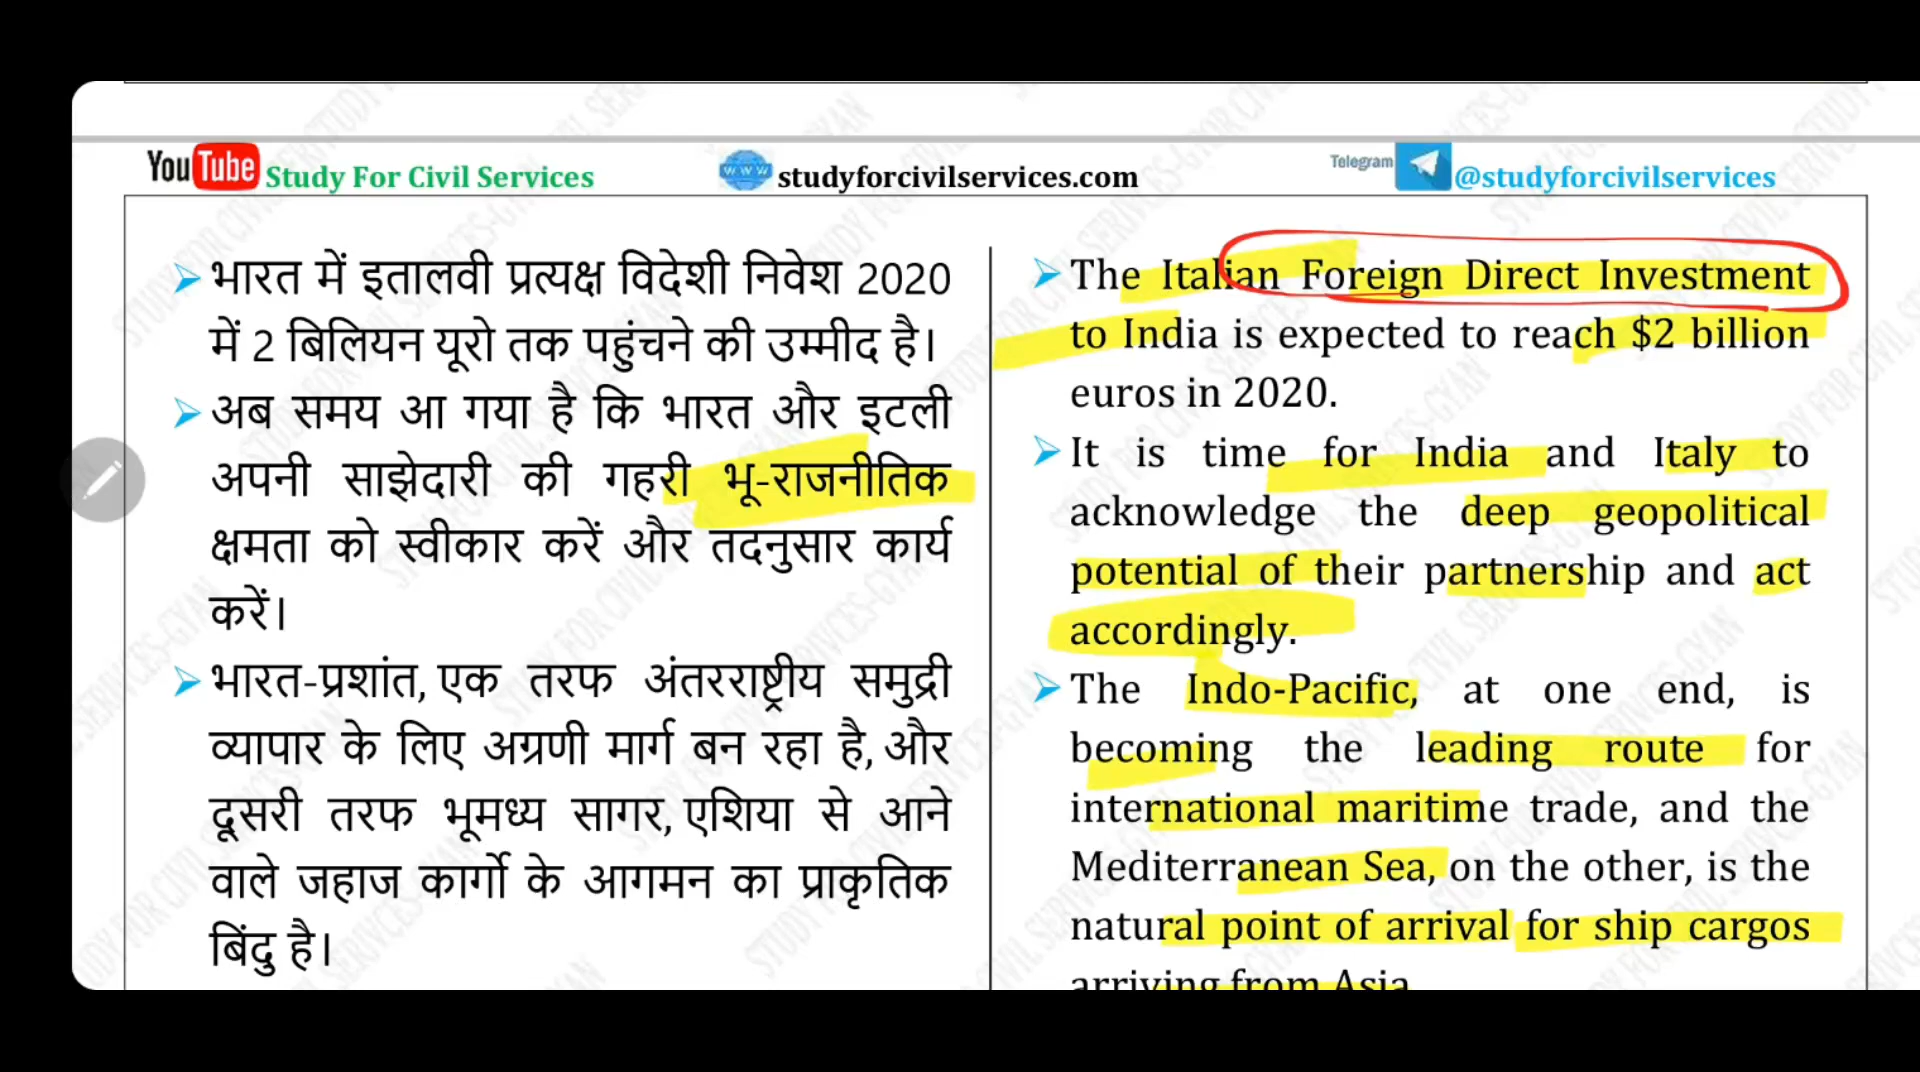 YouTube Study For Civil Services
www studyforcivilservices.com
Telegram @studyforcivilservices
भारत में इतालवी प्रत्यक्ष विदेशी निवेश 2020
में 2 बिलियन यूरो तक पहुंचने की उम्मीद है।
अब समय आ गया है कि भारत और इटली
अपनी साझेदारी की गहरी भू-राजनीतिक
क्षमता को स्वीकार करें और तदनुसार कार्य
करें।
भारत-प्रशांत, एक तरफ अंतरराष्ट्रीय समुद्री
व्यापार के लिए अग्रणी मार्ग बन रहा है, और
दूसरी तरफ भूमध्य सागर, एशिया से आने
वाले जहाज कार्गो के आगमन का प्राकृतिक
बिंदु है।
The Italian Foreign Direct Investment
to India is expected to reach $2 billion
euros in 2020.
It is time for India and Italy to
acknowledge the deep geopolitical
potential of their partnership and act
accordingly.
The Indo-Pacific, at one end, is
becoming the leading route for
international maritime trade, and the
Mediterranean Sea, on the other, is the
natural point of arrival for ship cargos
arriving from Asia.